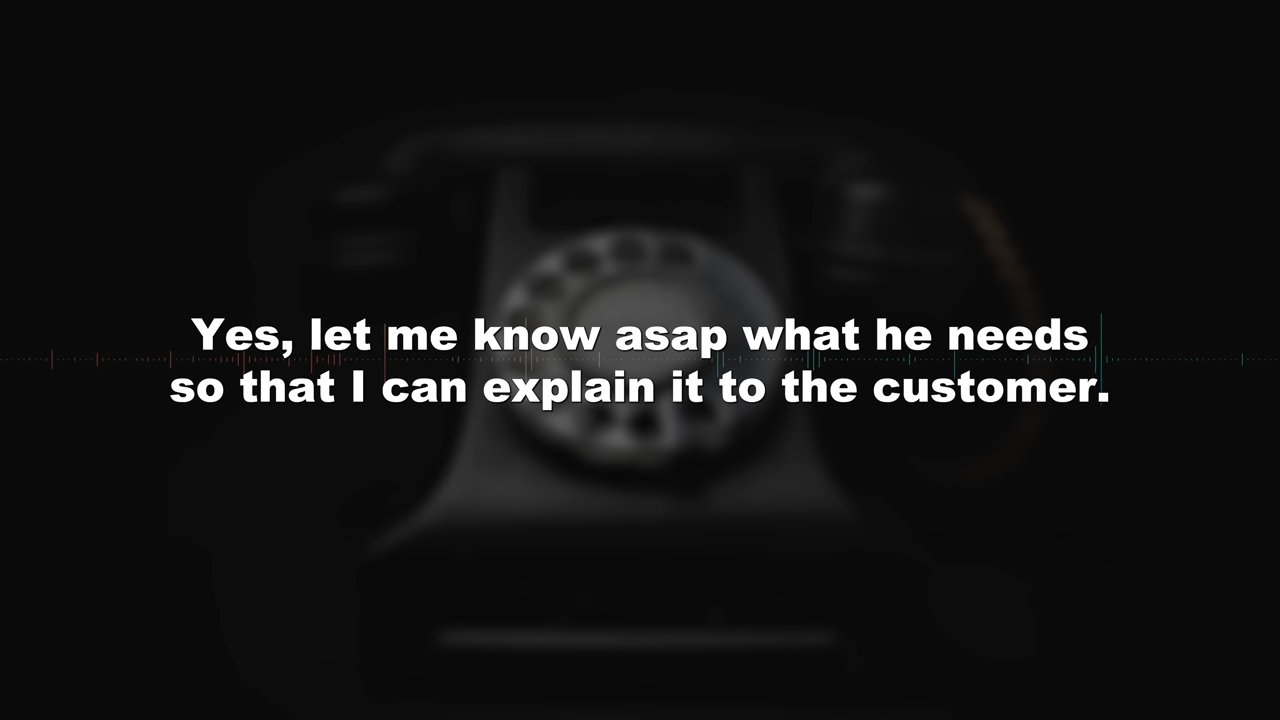 Yes, let me know asap what he needs
so that I can explain it to the customer.